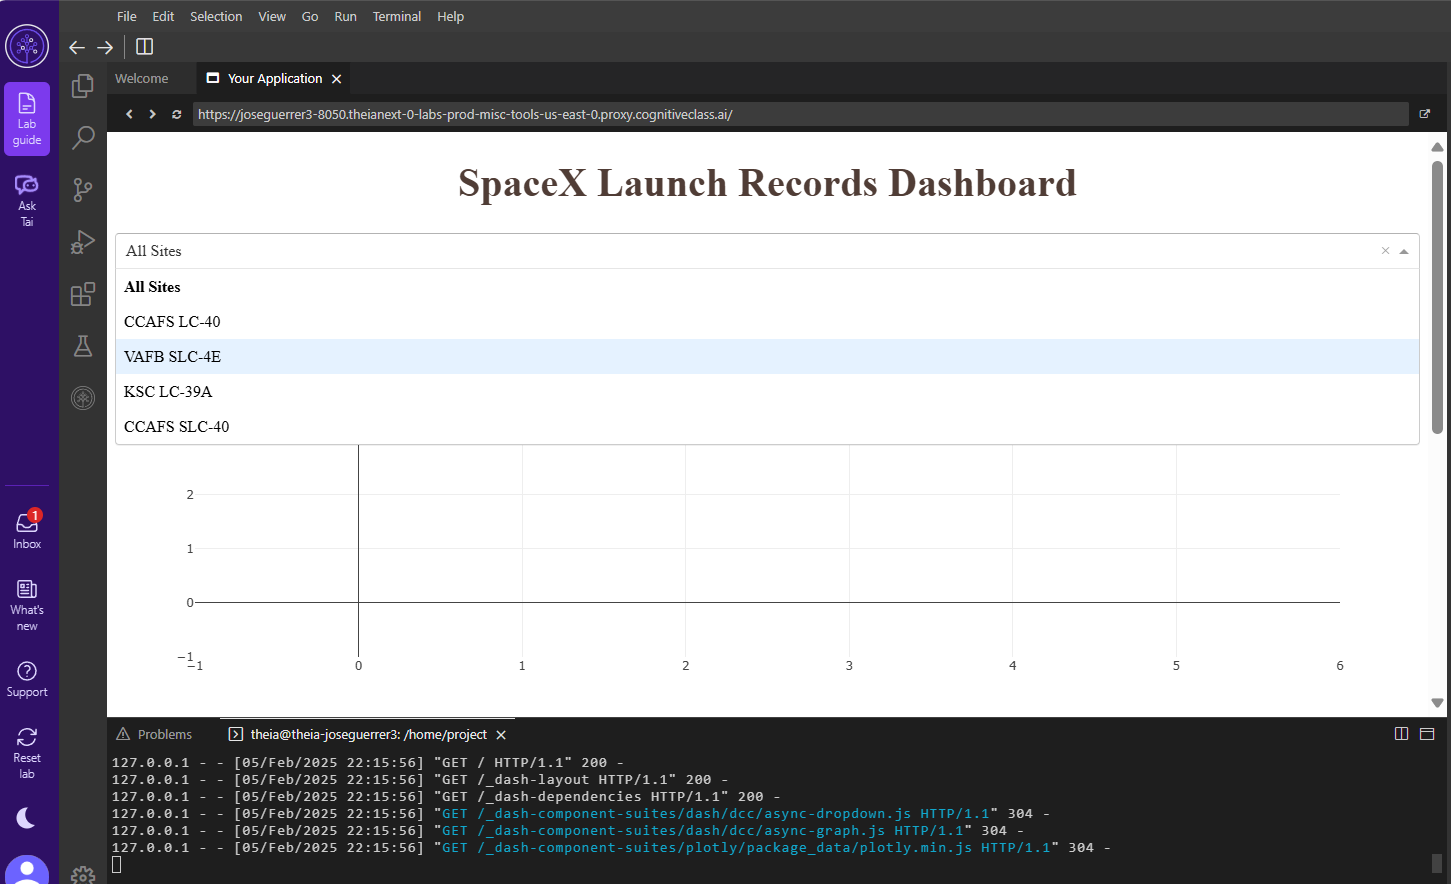 File Edit Selection View Go Run Terminal Help
Lab
guide
Ask
Tai
1
Inbox
What's
new
Support
Reset
lab
Welcome
Your Application
https://joseguerrer3-8050.theianext-0-labs-prod-misc-tools-us-east-0.proxy.cognitiveclass.ai/
SpaceX Launch Records Dashboard
All Sites
All Sites
CCAFS LC-40
VAFB SLC-4E
KSC LC-39A
CCAFS SLC-40
2
1
0
−1
−1 0 1 2 3 4 5 6
Problems
theia@theia-joseguerrer3: /home/project
127.0.0.1 - - [05/Feb/2025 22:15:56] "GET / HTTP/1.1" 200 -
127.0.0.1 - - [05/Feb/2025 22:15:56] "GET /_dash-layout HTTP/1.1" 200 -
127.0.0.1 - - [05/Feb/2025 22:15:56] "GET /_dash-dependencies HTTP/1.1" 200 -
127.0.0.1 - - [05/Feb/2025 22:15:56] "GET /_dash-component-suites/dash/dcc/async-dropdown.js HTTP/1.1" 304 -
127.0.0.1 - - [05/Feb/2025 22:15:56] "GET /_dash-component-suites/dash/dcc/async-graph.js HTTP/1.1" 304 -
127.0.0.1 - - [05/Feb/2025 22:15:56] "GET /_dash-component-suites/plotly/package_data/plotly.min.js HTTP/1.1" 304 -